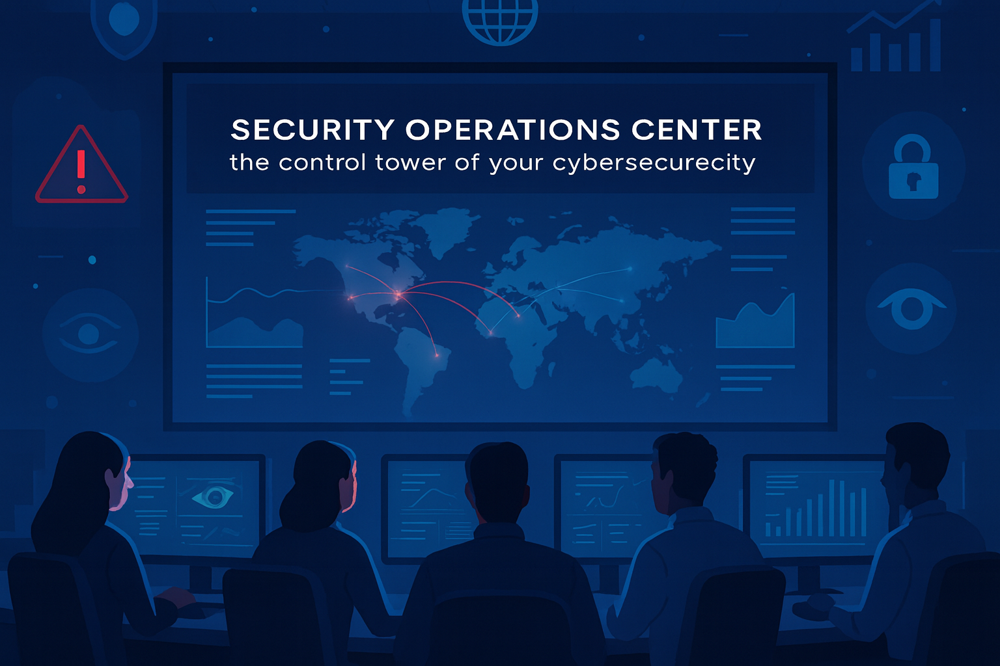 SECURITY OPERATIONS CENTER
the control tower of your cybersecurecity